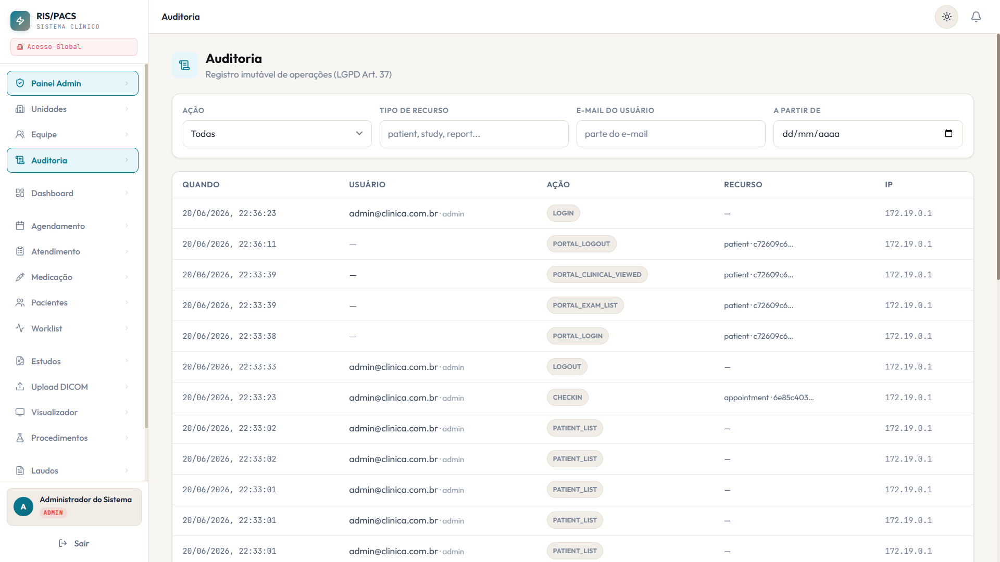 RIS/PACS
SISTEMA CLÍNICO
Acesso Global
Painel Admin
Unidades
Equipe
Auditoria
Dashboard
Agendamento
Atendimento
Medicação
Pacientes
Worklist
Estudos
Upload DICOM
Visualizador
Procedimentos
Laudos
A
Administrador do Sistema
ADMIN
Sair
Auditoria
Auditoria
Registro imutável de operações (LGPD Art. 37)
AÇÃO TIPO DE RECURSO E-MAIL DO USUÁRIO A PARTIR DE
Todas patient, study, report... parte do e-mail dd/mm/aaaa
QUANDO USUÁRIO AÇÃO RECURSO IP
20/06/2026, 22:36:23 admin@clinica.com.br · admin LOGIN — 172.19.0.1
20/06/2026, 22:36:11 — PORTAL_LOGOUT patient · c72609c6... 172.19.0.1
20/06/2026, 22:33:39 — PORTAL_CLINICAL_VIEWED patient · c72609c6... 172.19.0.1
20/06/2026, 22:33:39 — PORTAL_EXAM_LIST patient · c72609c6... 172.19.0.1
20/06/2026, 22:33:38 — PORTAL_LOGIN patient · c72609c6... 172.19.0.1
20/06/2026, 22:33:33 admin@clinica.com.br · admin LOGOUT — 172.19.0.1
20/06/2026, 22:33:23 admin@clinica.com.br · admin CHECKIN appointment · 6e85c403... 172.19.0.1
20/06/2026, 22:33:02 admin@clinica.com.br · admin PATIENT_LIST — 172.19.0.1
20/06/2026, 22:33:02 admin@clinica.com.br · admin PATIENT_LIST — 172.19.0.1
20/06/2026, 22:33:01 admin@clinica.com.br · admin PATIENT_LIST — 172.19.0.1
20/06/2026, 22:33:01 admin@clinica.com.br · admin PATIENT_LIST — 172.19.0.1
20/06/2026, 22:33:01 admin@clinica.com.br · admin PATIENT_LIST — 172.19.0.1